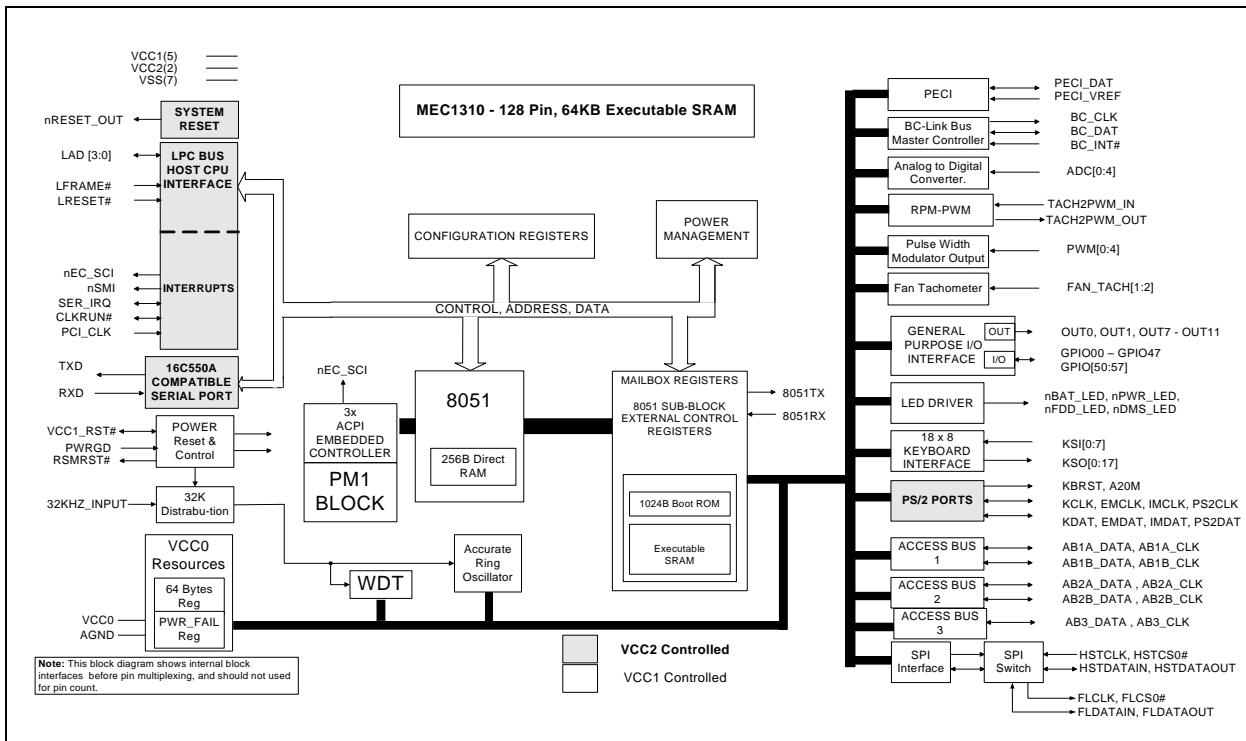 VCC1(5)
VCC2(2)
VSS(7)
MEC1310 - 128 Pin, 64KB Executable SRAM
nRESET_OUT
SYSTEM
RESET
LAD [3:0]
LFRAME#
LRESET#
LPC BUS
HOST CPU
INTERFACE
nEC_SCI
nSMI
SER_IRQ
CLKRUN#
PCI_CLK
INTERRUPTS
TXD
RXD
16C550A
COMPATIBLE
SERIAL PORT
VCC1_RST#
PWRGD
RSMRST#
POWER
Reset &
Control
32KHZ_INPUT
32K
Distrabu-tion
VCC0
Resources
64 Bytes
Reg
PWR_FAIL
Reg
VCC0
AGND
Note: This block diagram shows internal block
interfaces before pin multiplexing, and should not used
for pin count.
CONFIGURATION REGISTERS
POWER
MANAGEMENT
CONTROL, ADDRESS, DATA
nEC_SCI
3x
ACPI
EMBEDDED
CONTROLLER
PM1
BLOCK
8051
256B Direct
RAM
MAILBOX REGISTERS
8051 SUB-BLOCK
EXTERNAL CONTROL
REGISTERS
1024B Boot ROM
Executable
SRAM
8051TX
8051RX
WDT
Accurate
Ring
Oscillator
VCC2 Controlled
VCC1 Controlled
PECI
PECI_DAT
PECI_VREF
BC-Link Bus
Master Controller
BC_CLK
BC_DAT
BC_INT#
Analog to Digital
Converter.
ADC[0:4]
RPM-PWM
TACH2PWM_IN
TACH2PWM_OUT
Pulse Width
Modulator Output
PWM[0:4]
Fan Tachometer
FAN_TACH[1:2]
GENERAL
PURPOSE I/O
INTERFACE
OUT
I/O
OUT0, OUT1, OUT7 - OUT11
GPIO00 – GPIO47
GPIO[50:57]
LED DRIVER
nBAT_LED, nPWR_LED,
nFDD_LED, nDMS_LED
18 x 8
KEYBOARD
INTERFACE
KSI[0:7]
KSO[0:17]
PS/2 PORTS
KBRST, A20M
KCLK, EMCLK, IMCLK, PS2CLK
KDAT, EMDAT, IMDAT, PS2DAT
ACCESS BUS
1
AB1A_DATA, AB1A_CLK
AB1B_DATA, AB1B_CLK
ACCESS BUS
2
AB2A_DATA , AB2A_CLK
AB2B_DATA , AB2B_CLK
ACCESS BUS
3
AB3_DATA , AB3_CLK
SPI
Interface
SPI
Switch
HSTCLK, HSTCS0#
HSTDATAIN, HSTDATAOUT
FLCLK, FLCS0#
FLDATAIN, FLDATAOUT